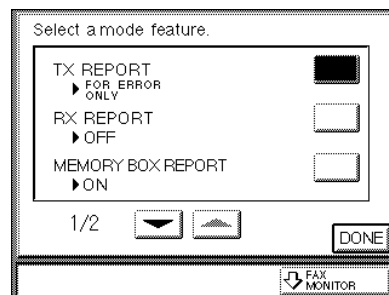 Select a mode feature.
TX REPORT
FOR ERROR
ONLY
RX REPORT
OFF
MEMORY BOX REPORT
ON
1/2
DONE
FAX
MONITOR